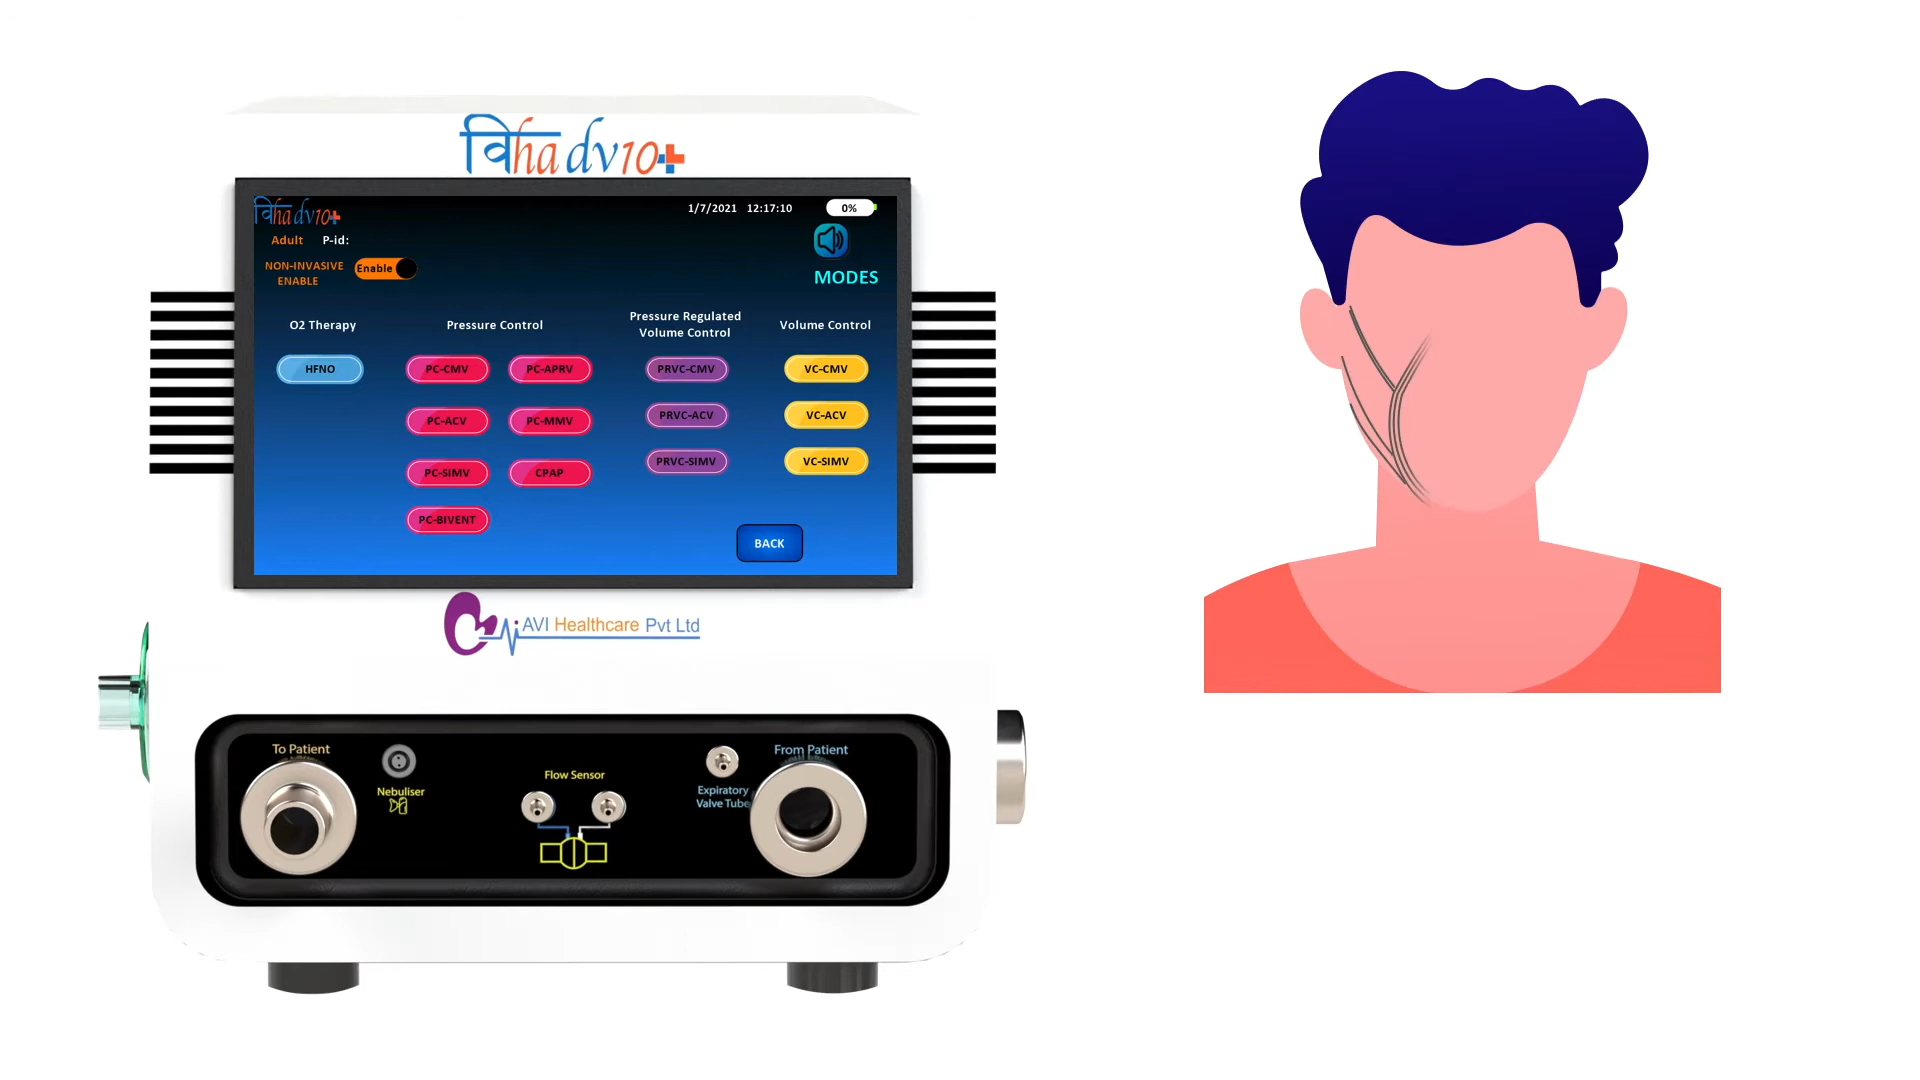 विha dv10+
विha dv10+
1/7/2021 12:17:10
0%
Adult P-id:
NON-INVASIVE
ENABLE
Enable
MODES
O2 Therapy
Pressure Control
Pressure Regulated
Volume Control
Volume Control
HFNO
PC-CMV
PC-APRV
PRVC-CMV
VC-CMV
PC-ACV
PC-MMV
PRVC-ACV
VC-ACV
PC-SIMV
CPAP
PRVC-SIMV
VC-SIMV
PC-BIVENT
BACK
AVI Healthcare Pvt Ltd
To Patient
Nebuliser
Flow Sensor
Expiratory
Valve Tube
From Patient